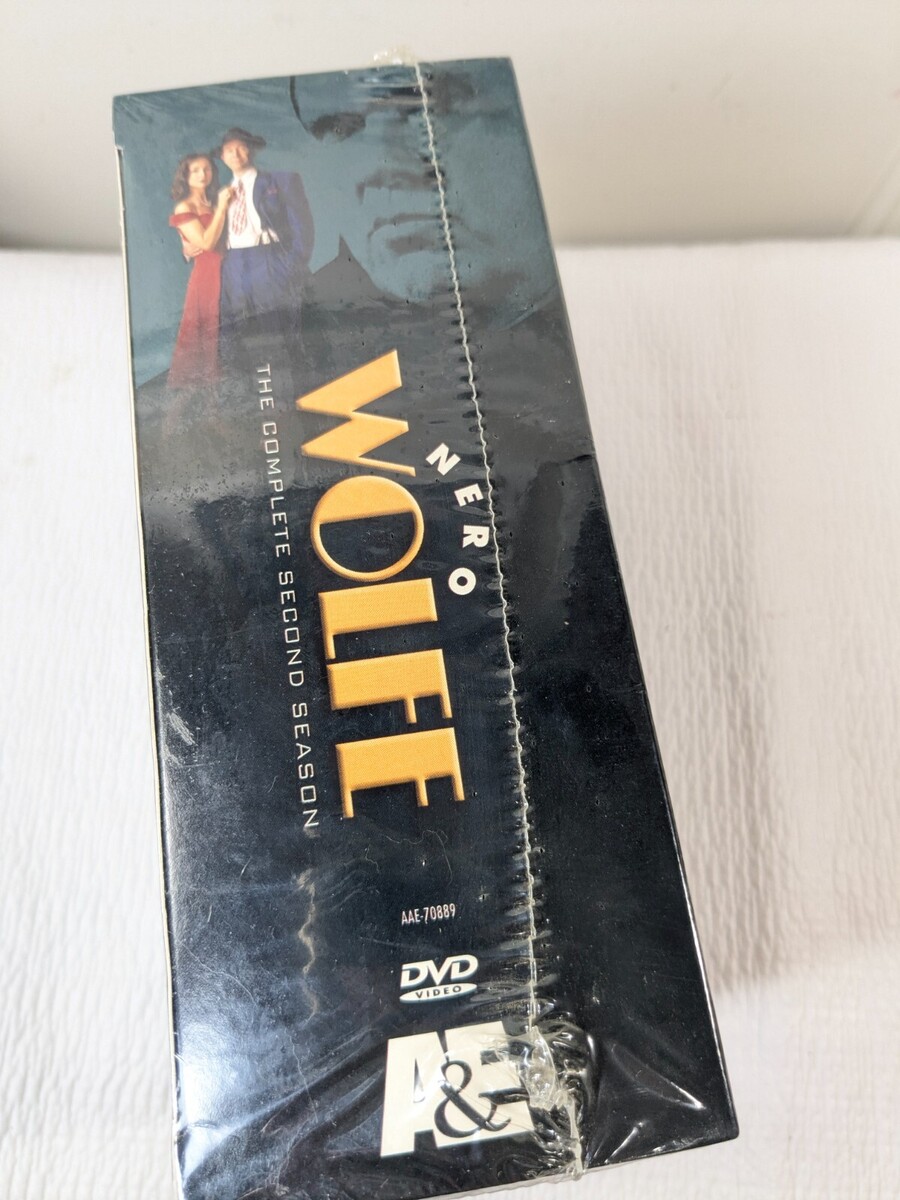 NERO
WOLFE
THE COMPLETE SECOND SEASON
AAE-70889
DVD
VIDEO
A&E